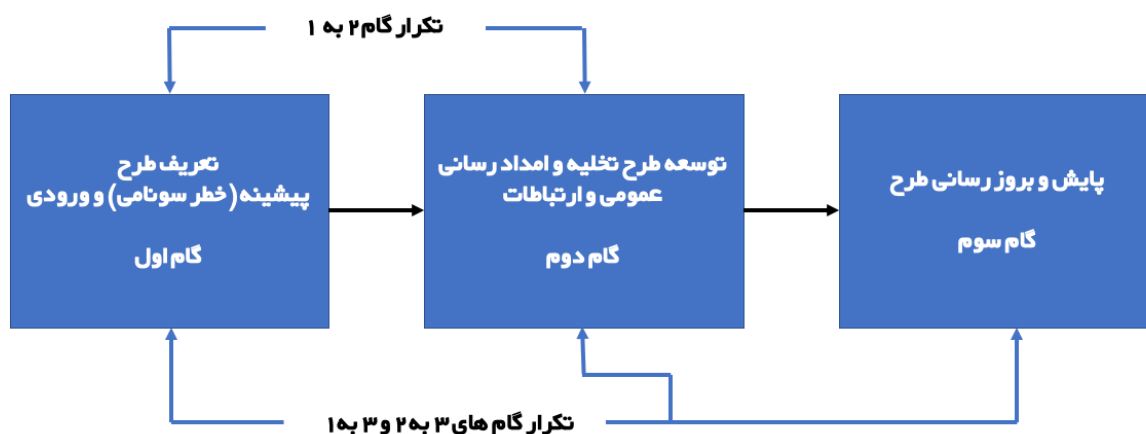 تکرار گام ۲ به ۱
تعریف طرح
پیشینه (خطر سونامی) و ورودی
گام اول
توسعه طرح تخلیه و امداد رسانی
عمومی و ارتباطات
گام دوم
پایش و بروز رسانی طرح
گام سوم
تکرار گام های ۳ به ۲ و ۳ به ۱